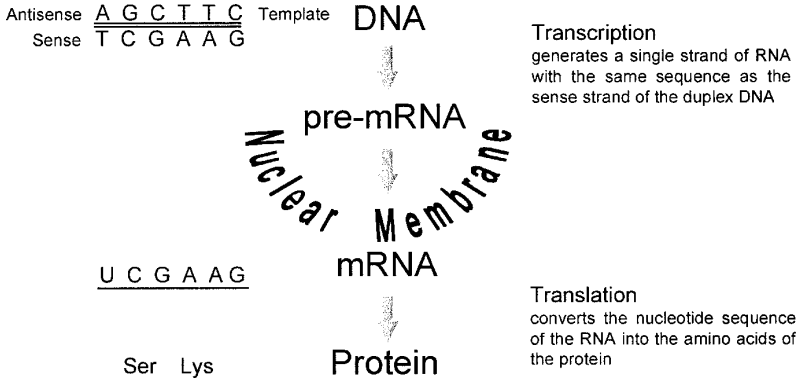 Antisense A G C T T C Template
Sense T C G A A G
DNA
Transcription
generates a single strand of RNA
with the same sequence as the
sense strand of the duplex DNA
pre-mRNA
Nuclear Membrane
mRNA
U C G A A G
Translation
converts the nucleotide sequence
of the RNA into the amino acids of
the protein
Ser Lys
Protein